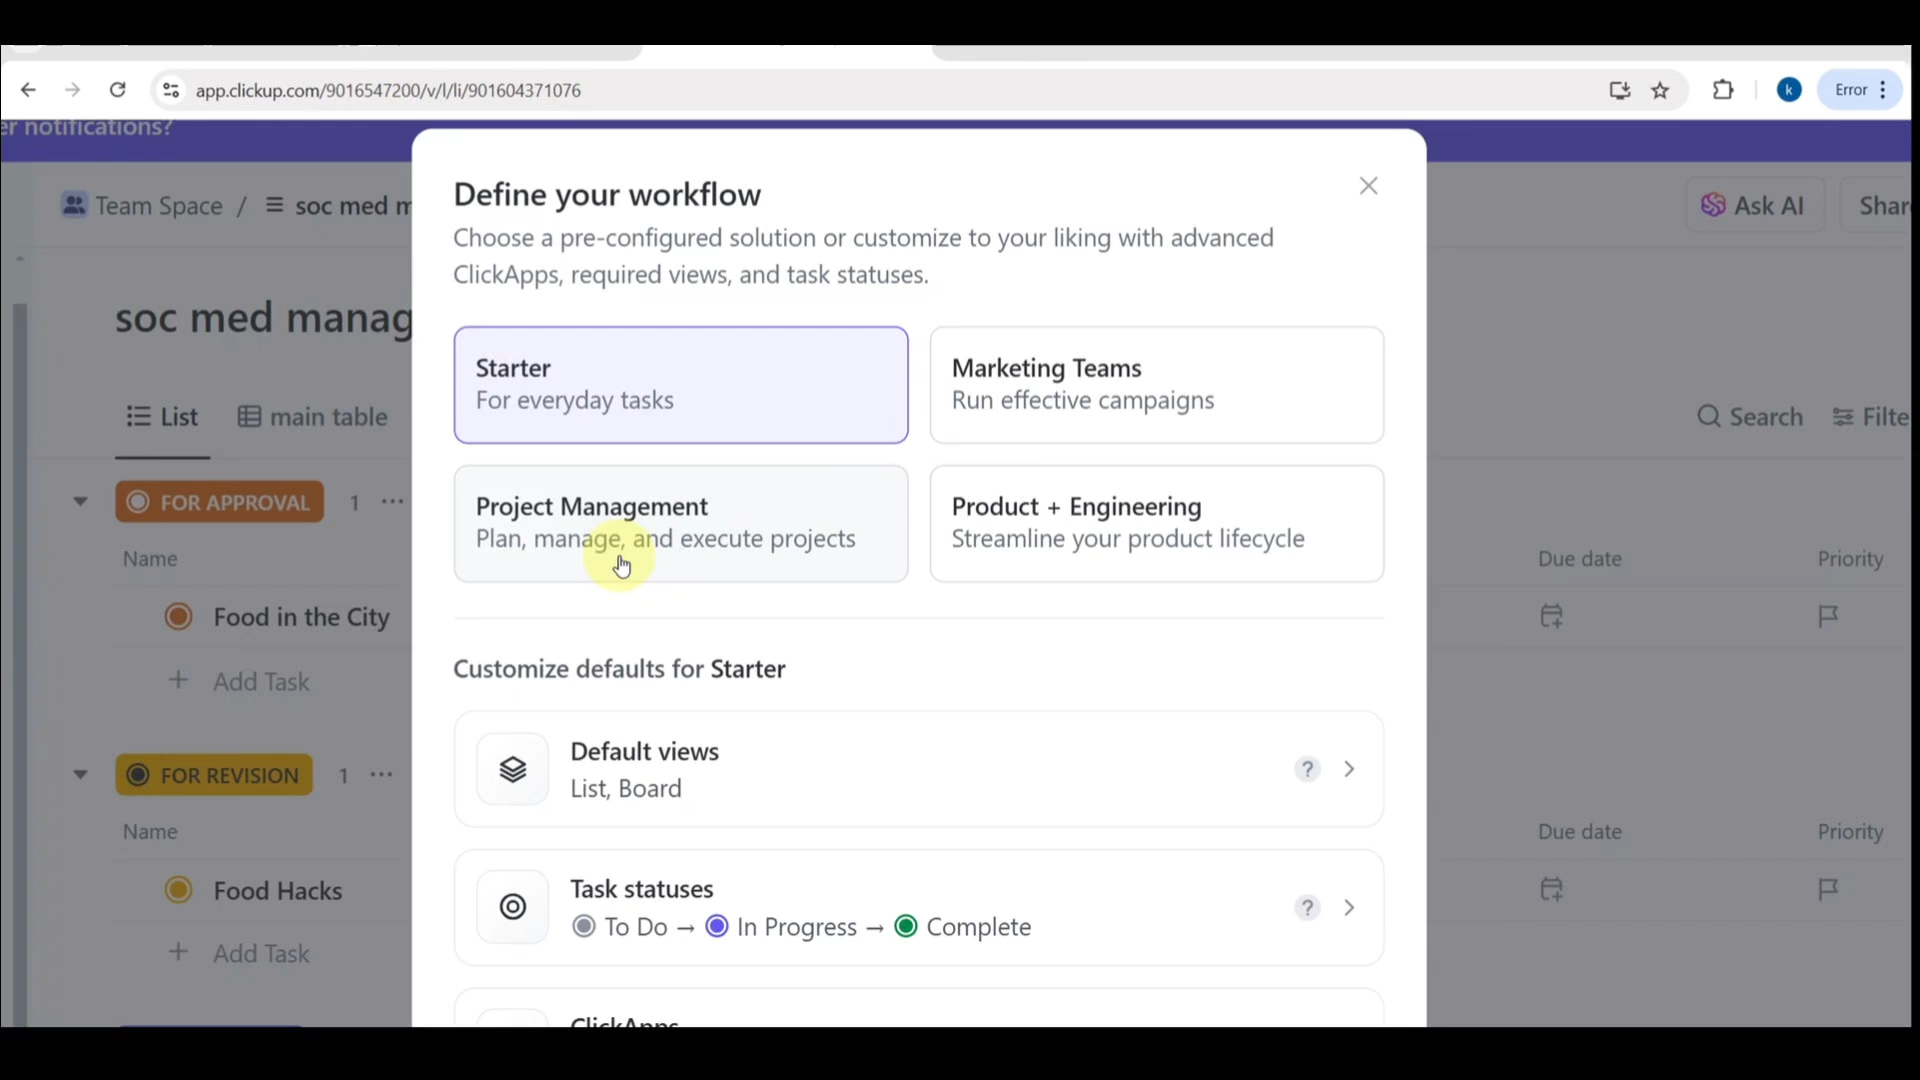 app.clickup.com/9016547200/v/l/li/901604371076
k
Error
er notifications?
Team Space / soc med m
Ask AI
Shar
soc med manag
List
main table
Search
Filte
FOR APPROVAL 1
Name
Due date
Priority
Food in the City
+ Add Task
FOR REVISION 1
Name
Due date
Priority
Food Hacks
+ Add Task
Define your workflow
Choose a pre-configured solution or customize to your liking with advanced
ClickApps, required views, and task statuses.
Starter
For everyday tasks
Marketing Teams
Run effective campaigns
Project Management
Plan, manage, and execute projects
Product + Engineering
Streamline your product lifecycle
Customize defaults for Starter
Default views
List, Board
?
Task statuses
To Do → In Progress → Complete
?
ClickApps